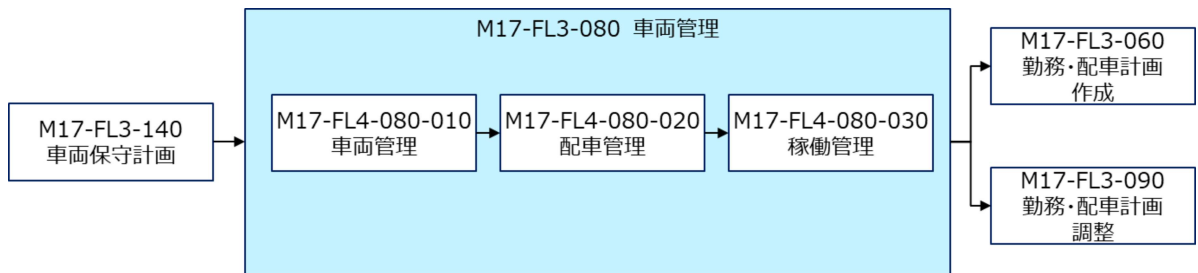 M17-FL3-080 車両管理
M17-FL3-140
車両保守計画
M17-FL4-080-010
車両管理
M17-FL4-080-020
配車管理
M17-FL4-080-030
稼働管理
M17-FL3-060
勤務・配車計画
作成
M17-FL3-090
勤務・配車計画
調整